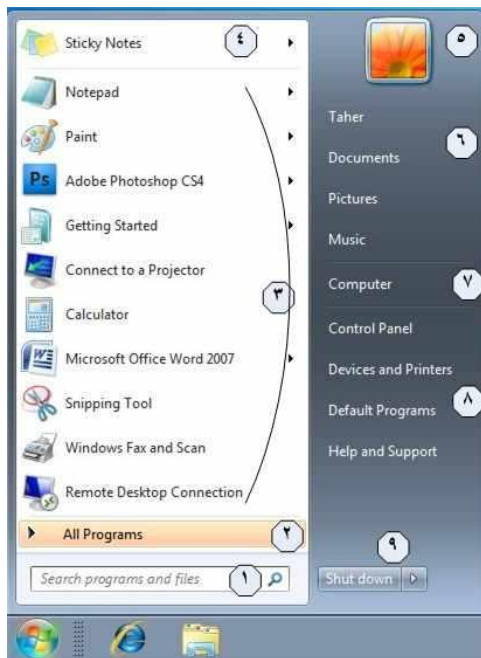 Sticky Notes ٤
Notepad
Paint
Ps Adobe Photoshop CS4
Getting Started
Connect to a Projector
٣
Calculator
Microsoft Office Word 2007
Snipping Tool
Windows Fax and Scan
Remote Desktop Connection
All Programs ٢
Search programs and files ١
٥
Taher
٦
Documents
Pictures
Music
Computer ٧
Control Panel
Devices and Printers
Default Programs ٨
Help and Support
٩
Shut down